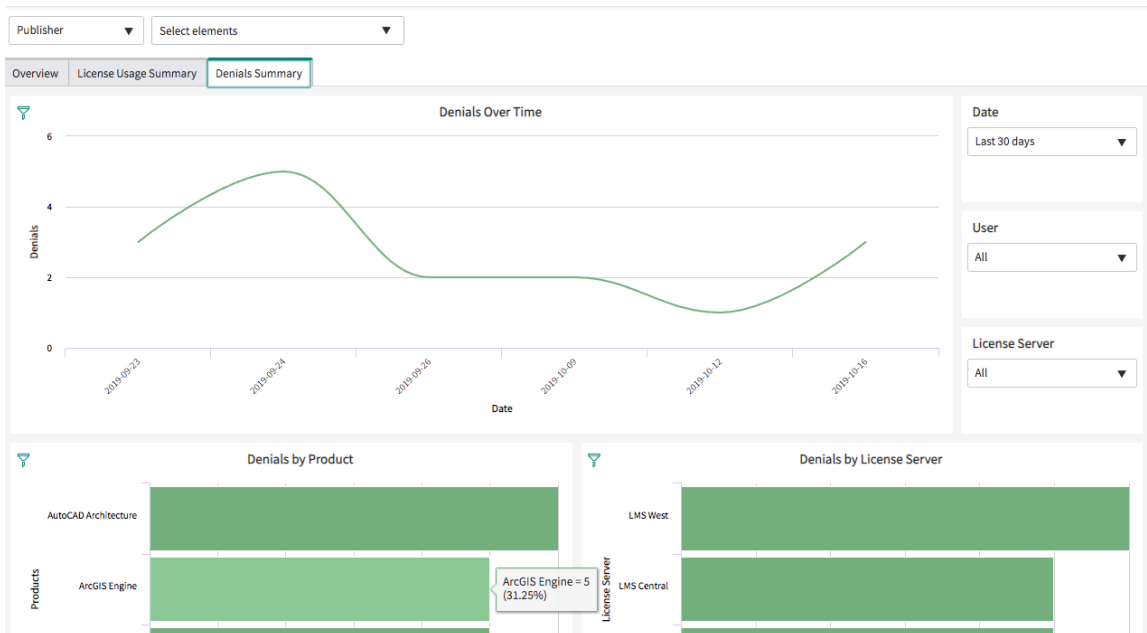 Publisher
Select elements
Overview
License Usage Summary
Denials Summary
Denials Over Time
6
4
2
0
Denials
2019-09-23
2019-09-24
2019-09-26
2019-10-09
2019-10-12
2019-10-16
Date
Date
Last 30 days
User
All
License Server
All
Denials by Product
Products
AutoCAD Architecture
ArcGIS Engine
ArcGIS Engine = 5
(31.25%)
Denials by License Server
License Server
LMS West
LMS Central